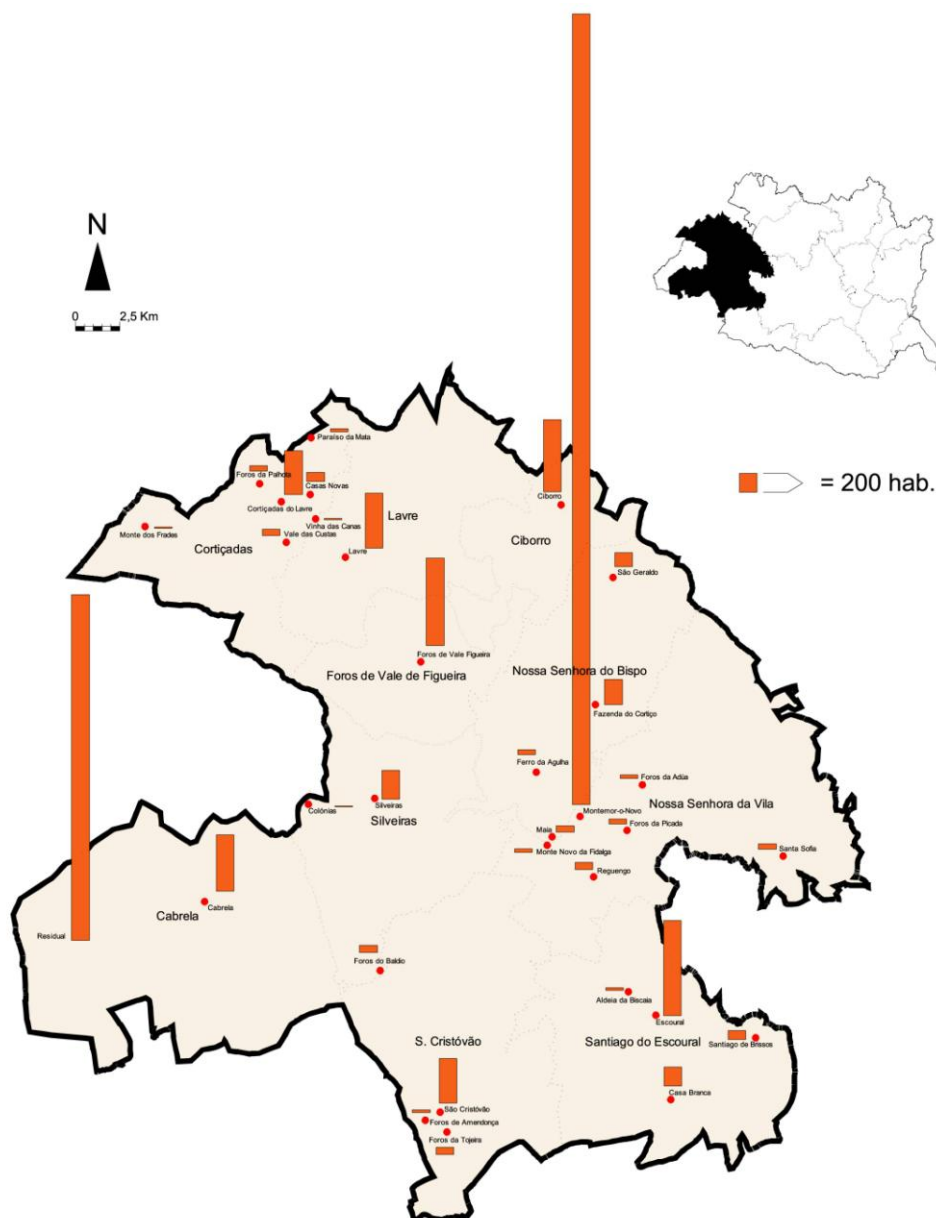 N
0 2,5 Km
= 200 hab.
Paraíso da Mata
Foros da Palhota
Casas Novas
Cortiçadas do Lavre
Lavre
Vinha das Canas
Monte dos Frades
Vale das Custas
Cortiçadas
Lavre
Ciborro
Ciborro
São Geraldo
Foros de Vale Figueira
Foros de Vale de Figueira
Nossa Senhora do Bispo
Fazenda do Cortiço
Ferro da Agulha
Foros da Adúa
Colónias
Silveiras
Silveiras
Nossa Senhora da Vila
Montemor-o-Novo
Foros da Picada
Maia
Monte Novo da Fidalga
Santa Sofia
Reguengo
Cabrela
Cabrela
Residual
Foros do Baldio
Aldeia da Biscaia
Escoural
Santiago do Escoural
Santiago de Brissos
S. Cristóvão
Casa Branca
São Cristóvão
Foros de Amendonça
Foros da Tojeira